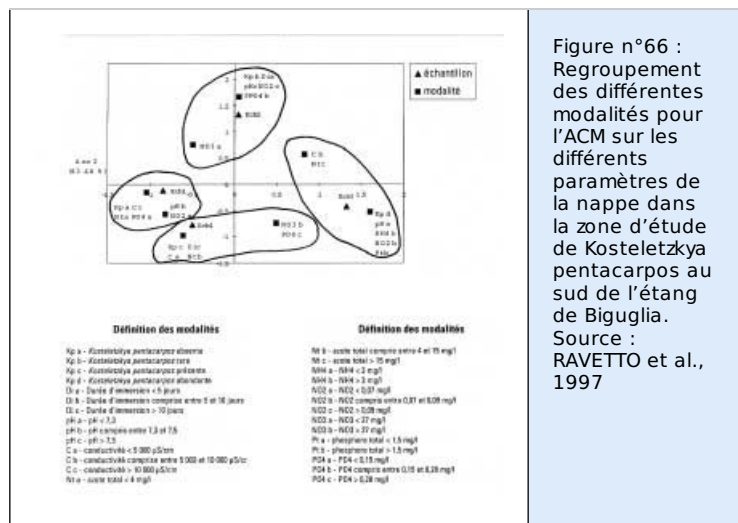 ▲ échantillon
■ modalité
2
1
Définition des modalités
Kp a - Kosteletzkya pentacarpos absente
Kp b - Kosteletzkya pentacarpos rare
Kp c - Kosteletzkya pentacarpos présente
Kp d - Kosteletzkya pentacarpos abondante
Di a - Durée d'immersion < 5 jours
Di b - Durée d'immersion comprise entre 5 et 10 jours
Di c - Durée d'immersion > 10 jours
pH a - pH < 7,3
pH b - pH compris entre 7,3 et 7,5
pH c - pH > 7,5
C a - conductivité < 5 000 µS/cm
C b - conductivité comprise entre 5 000 et 10 000 µS/cm
C c - conductivité > 10 000 µS/cm
Nt a - azote total < 4 mg/l
Définition des modalités
Nt b - azote total compris entre 4 et 15 mg/l
Nt c - azote total > 15 mg/l
NH4 a - NH4 < 3 mg/l
NH4 b - NH4 > 3 mg/l
NO2 a - NO2 < 0,07 mg/l
NO2 b - NO2 compris entre 0,07 et 0,09 mg/l
NO2 c - NO2 > 0,09 mg/l
NO3 a - NO3 < 27 mg/l
NO3 b - NO3 > 27 mg/l
Pt a - phosphore total < 1,5 mg/l
Pt b - phosphore total > 1,5 mg/l
PO4 a - PO4 < 0,15 mg/l
PO4 b - PO4 compris entre 0,15 et 0,20 mg/l
PO4 c - PO4 > 0,20 mg/l
Figure n°66 :
Regroupement
des différentes
modalités pour
l'ACM sur les
différents
paramètres de
la nappe dans
la zone d'étude
de Kosteletzkya
pentacarpos au
sud de l'étang
de Biguglia.
Source :
RAVETTO et al.,
1997